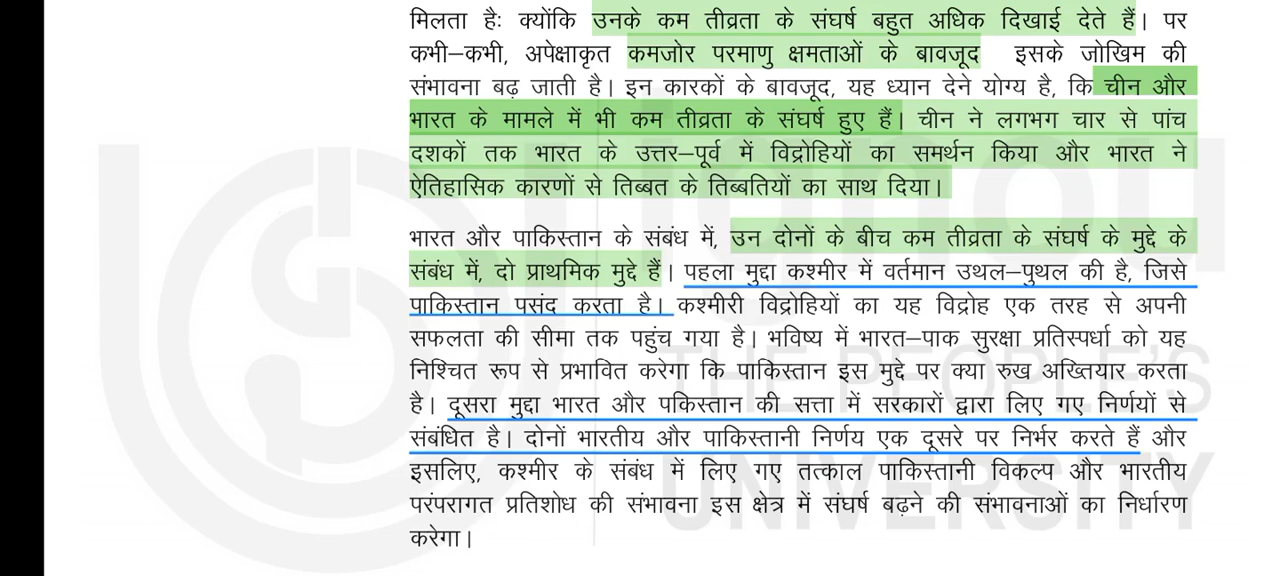 मिलता है: क्योंकि उनके कम तीव्रता के संघर्ष बहुत अधिक दिखाई देते हैं। पर
कभी–कभी, अपेक्षाकृत कमजोर परमाणु क्षमताओं के बावजूद इसके जोखिम की
संभावना बढ़ जाती है। इन कारकों के बावजूद, यह ध्यान देने योग्य है, कि चीन और
भारत के मामले में भी कम तीव्रता के संघर्ष हुए हैं। चीन ने लगभग चार से पांच
दशकों तक भारत के उत्तर–पूर्व में विद्रोहियों का समर्थन किया और भारत ने
ऐतिहासिक कारणों से तिब्बत के तिब्बतियों का साथ दिया।
भारत और पाकिस्तान के संबंध में, उन दोनों के बीच कम तीव्रता के संघर्ष के मुद्दे के
संबंध में, दो प्राथमिक मुद्दे हैं। पहला मुद्दा कश्मीर में वर्तमान उथल–पुथल की है, जिसे
पाकिस्तान पसंद करता है। कश्मीरी विद्रोहियों का यह विद्रोह एक तरह से अपनी
सफलता की सीमा तक पहुंच गया है। भविष्य में भारत–पाक सुरक्षा प्रतिस्पर्धा को यह
निश्चित रूप से प्रभावित करेगा कि पाकिस्तान इस मुद्दे पर क्या रुख अख्तियार करता
है। दूसरा मुद्दा भारत और पकिस्तान की सत्ता में सरकारों द्वारा लिए गए निर्णयों से
संबंधित है। दोनों भारतीय और पाकिस्तानी निर्णय एक दूसरे पर निर्भर करते हैं और
इसलिए, कश्मीर के संबंध में लिए गए तत्काल पाकिस्तानी विकल्प और भारतीय
परंपरागत प्रतिशोध की संभावना इस क्षेत्र में संघर्ष बढ़ने की संभावनाओं का निर्धारण
करेगा।
ignou
THE PEOPLE'S
UNIVERSITY